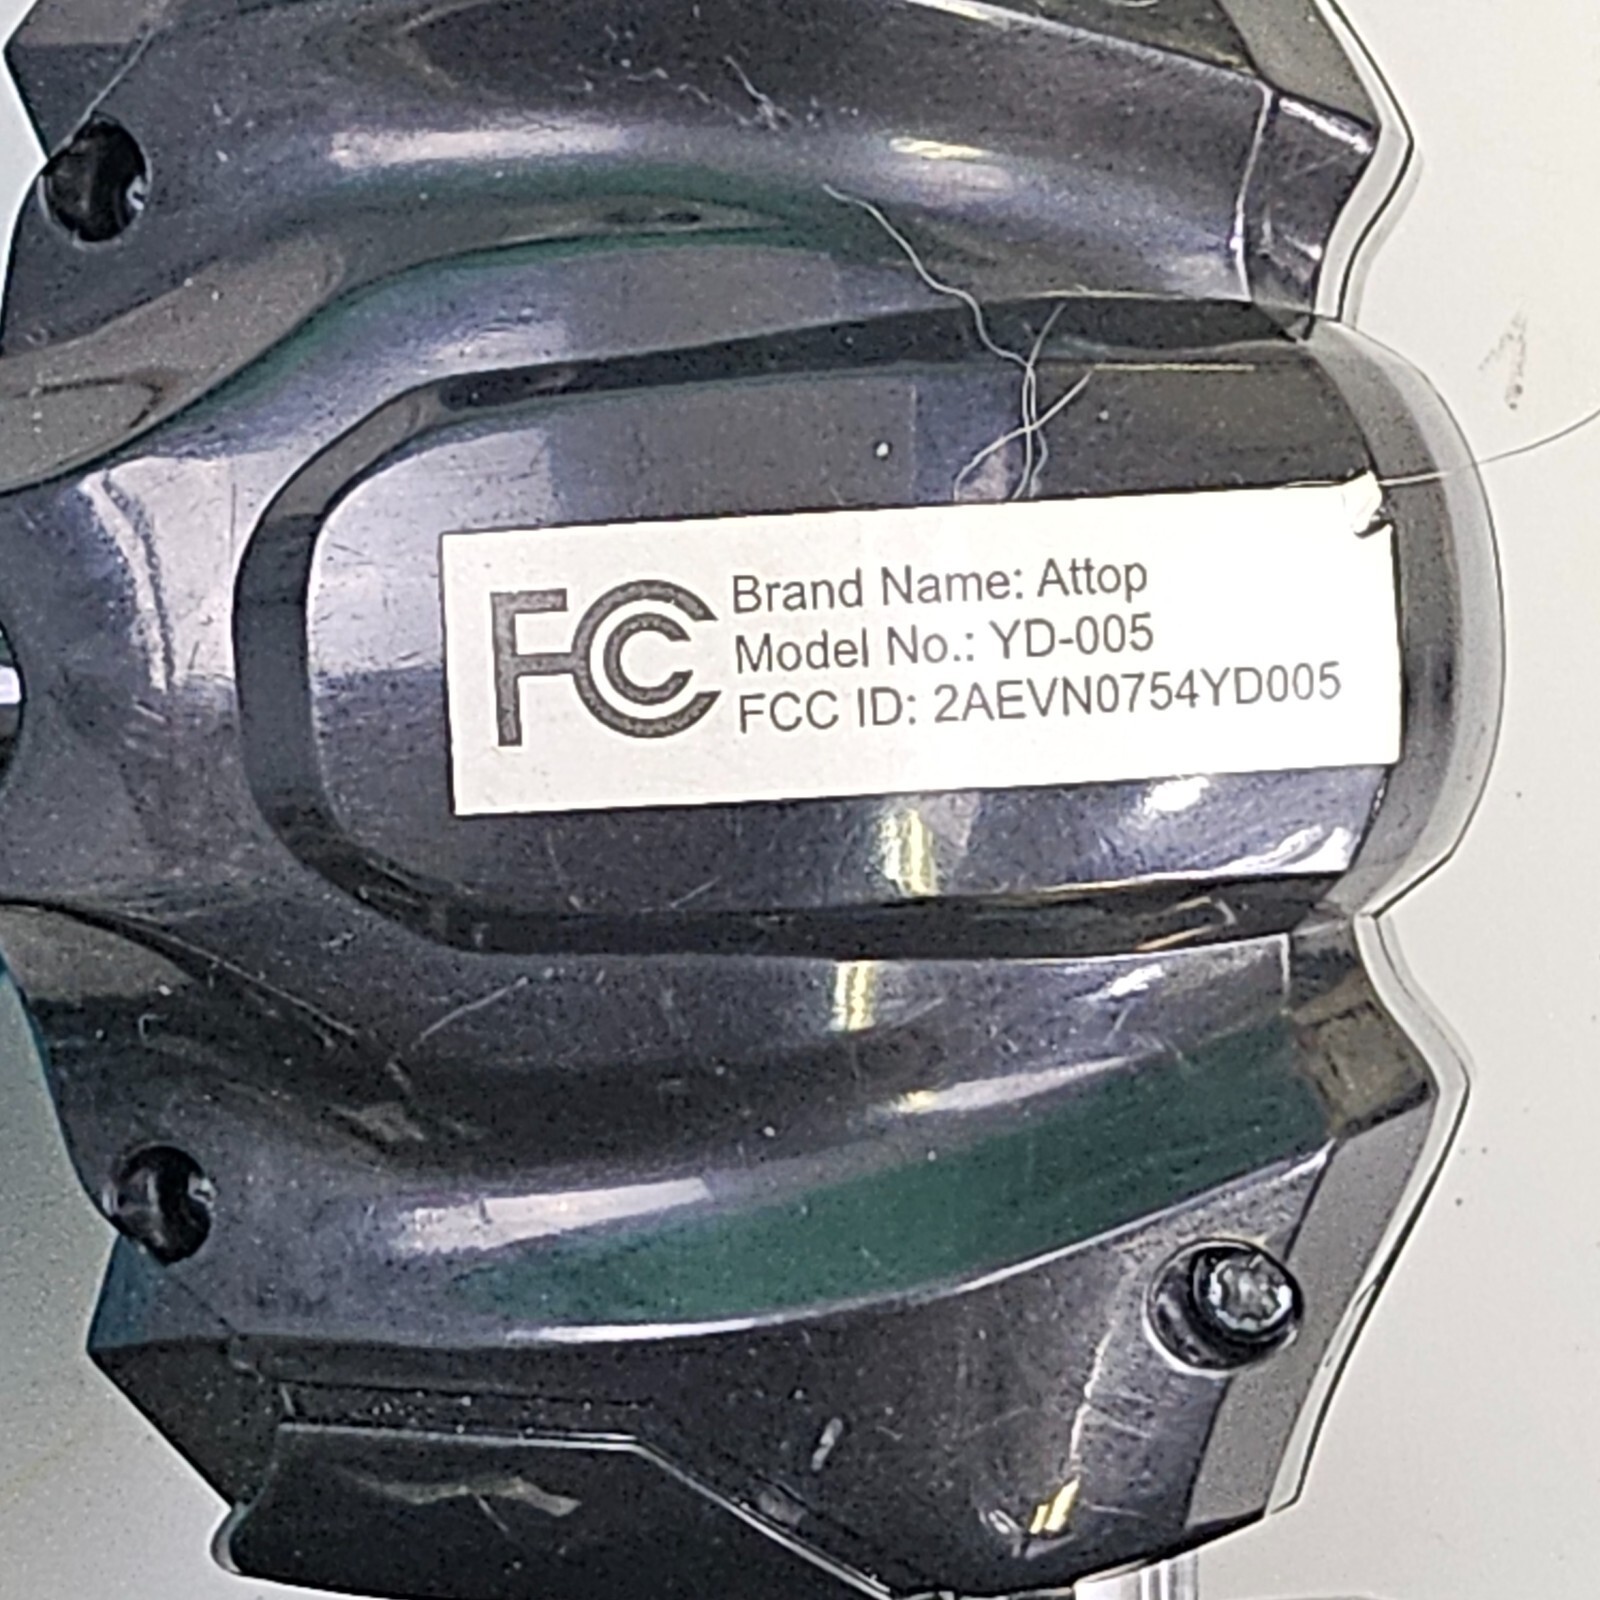 FC Brand Name: Attop
Model No.: YD-005
FCC ID: 2AEVN0754YD005